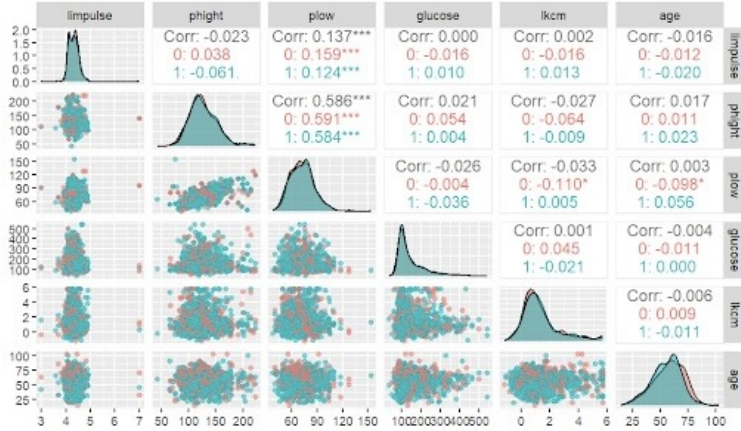 limpulse phight plow glucose lkcm age
2.0
1.5
1.0
0.5
0.0
Corr: -0.023
0: 0.038
1: -0.061.
Corr: 0.137***
0: 0.159***
1: 0.124***
Corr: 0.000
0: -0.016
1: 0.010
Corr: 0.002
0: -0.016
1: 0.013
Corr: -0.016
0: -0.012
1: -0.020
limpulse
200
150
100
50
Corr: 0.586***
0: 0.591***
1: 0.584***
Corr: 0.021
0: 0.054
1: 0.004
Corr: -0.027
0: -0.064
1: -0.009
Corr: 0.017
0: 0.011
1: 0.023
phight
150
120
90
60
Corr: -0.026
0: -0.004
1: -0.036
Corr: -0.033
0: -0.110*
1: 0.005
Corr: 0.003
0: -0.098*
1: 0.056
plow
500
400
300
200
100
Corr: 0.001
0: 0.045
1: -0.021
Corr: -0.004
0: -0.011
1: 0.000
glucose
6
4
2
0
Corr: -0.006
0: 0.009
1: -0.011
lkcm
100
75
50
25
age
3 4 5 6 7 50 100 150 200 60 90 120 150 100 200 300 400 500 0 2 4 6 25 50 75 100